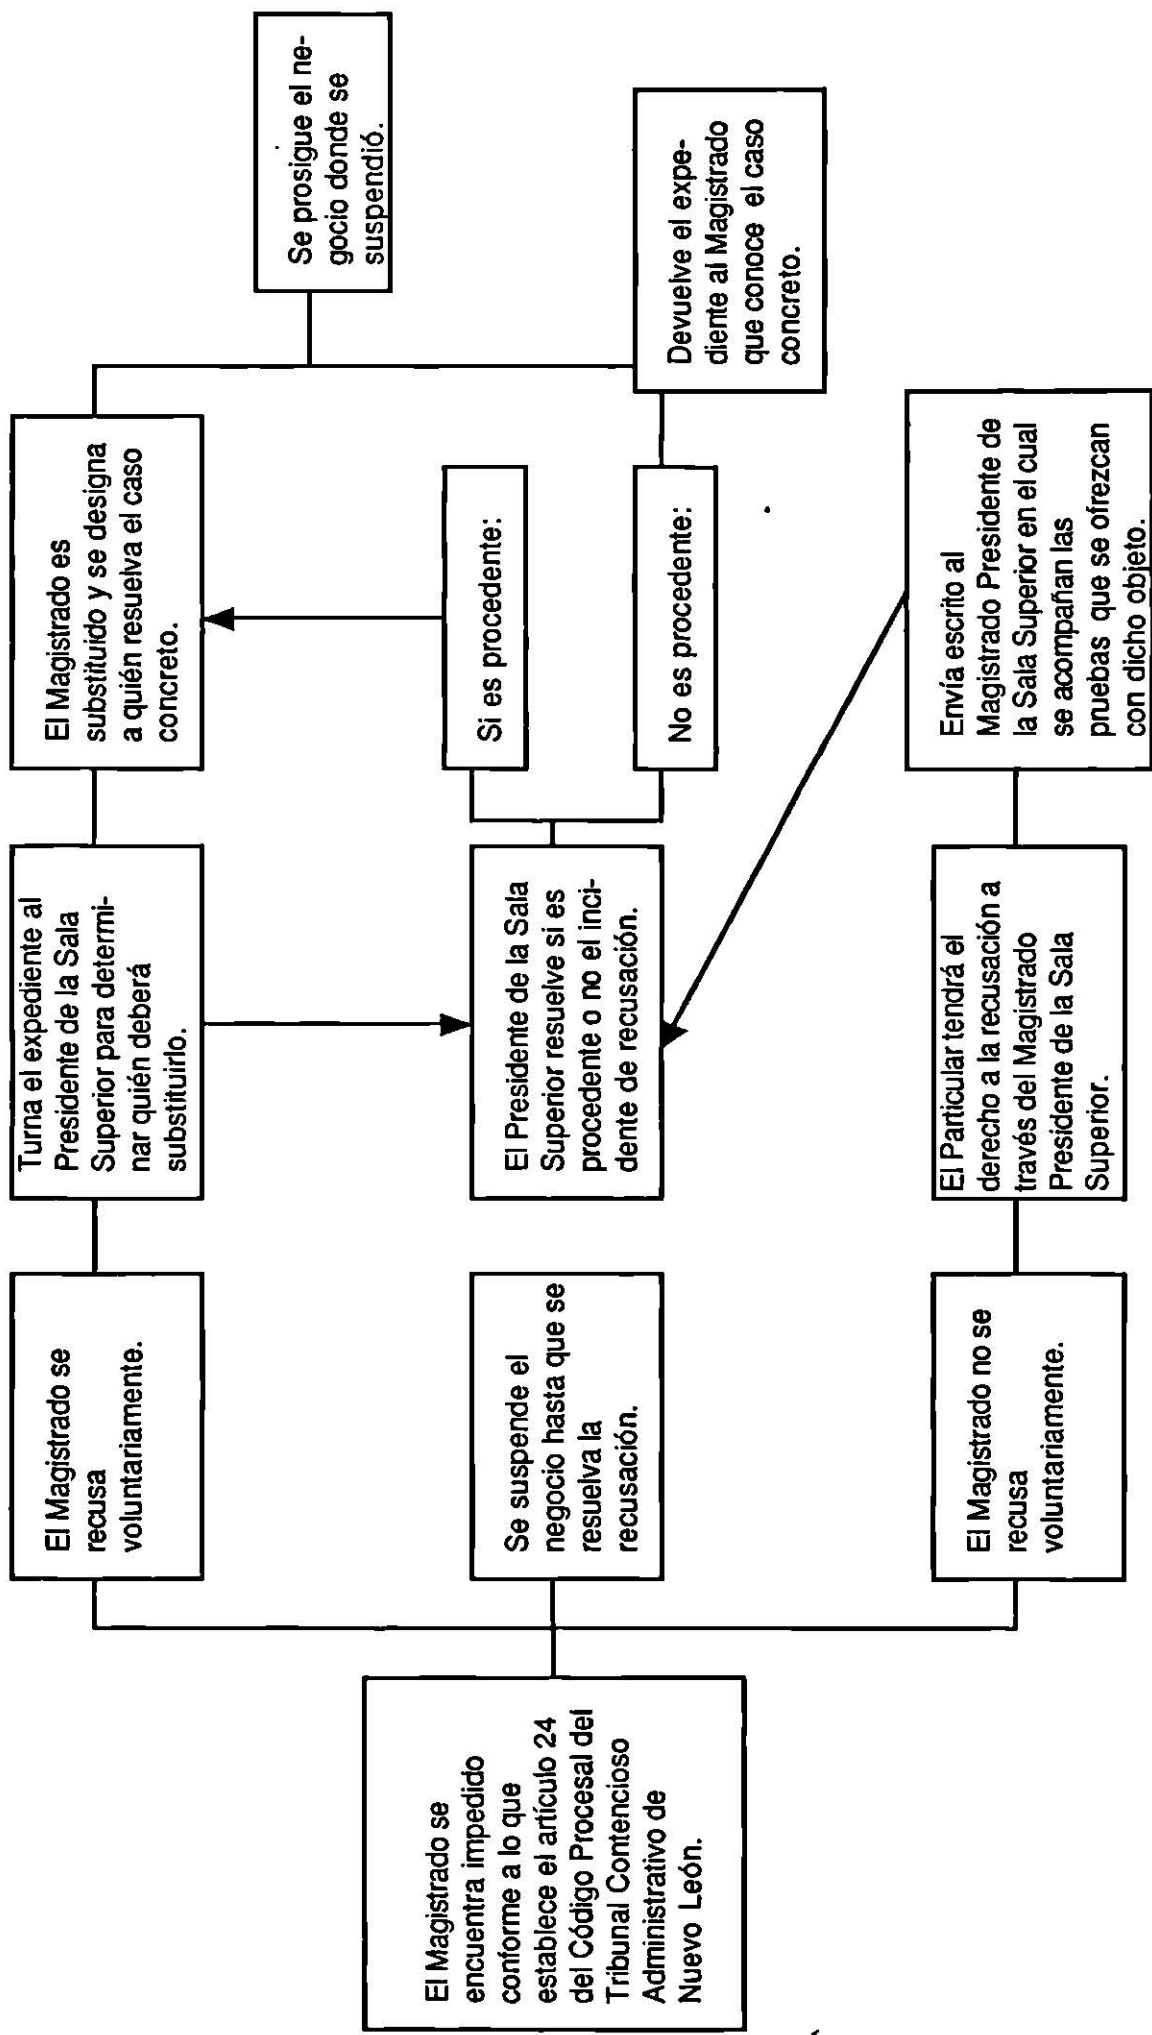 El Magistrado se
encuentra impedido
conforme a lo que
establece el artículo 24
del Código Procesal del
Tribunal Contencioso
Administrativo de
Nuevo León.
El Magistrado se
recusa
voluntariamente.
Turna el expediente al
Presidente de la Sala
Superior para determi-
nar quién deberá
substituirlo.
El Magistrado es
substituído y se designa
a quién resuelva el caso
concreto.
Se suspende el
negocio hasta que se
resuelva la
recusación.
El Presidente de la Sala
Superior resuelve si es
procedente o no el inci-
dente de recusación.
Si es procedente:
No es procedente:
Se prosigue el ne-
gocio donde se
suspendió.
Devuelve el expe-
diente al Magistrado
que conoce el caso
concreto.
El Magistrado no se
recusa
voluntariamente.
El Particular tendrá el
derecho a la recusación a
través del Magistrado
Presidente de la Sala
Superior.
Envía escrito al
Magistrado Presidente de
la Sala Superior en el cual
se acompañan las
pruebas que se ofrezcan
con dicho objeto.